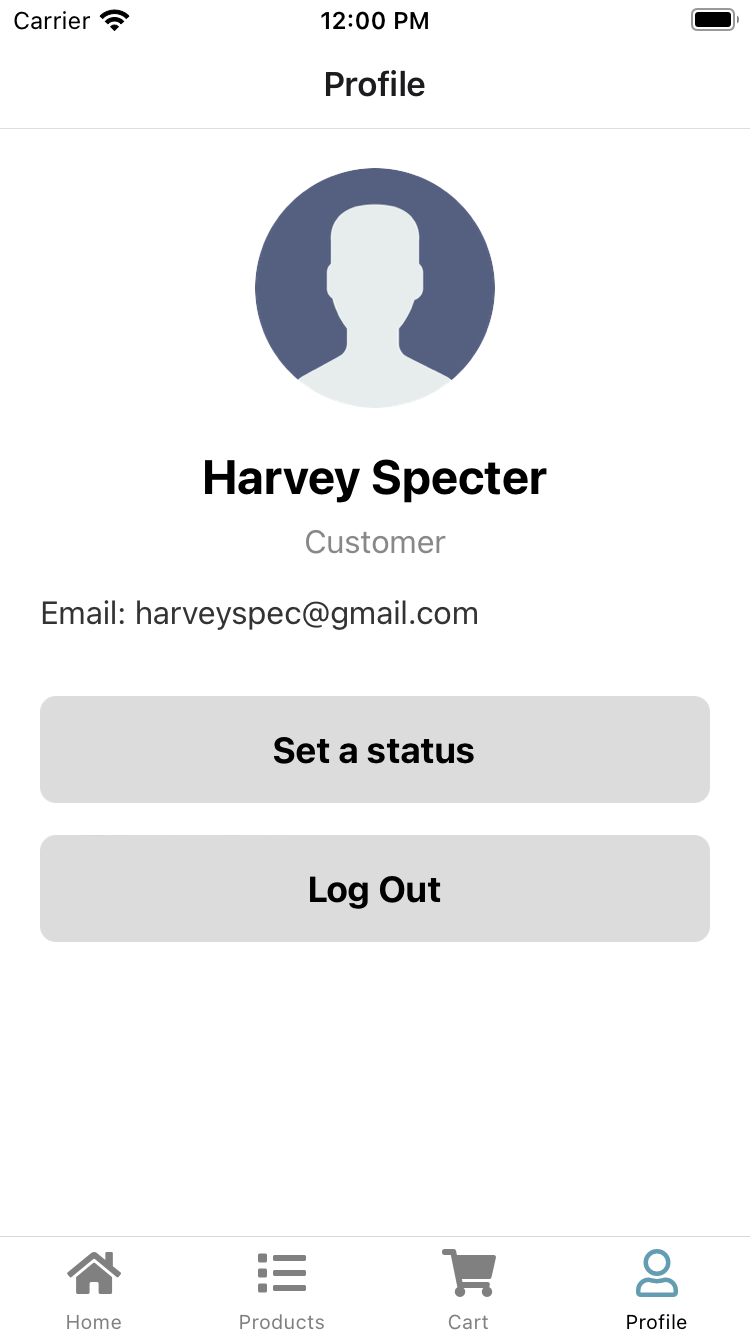 Carrier 12:00 PM
Profile
Harvey Specter
Customer
Email: harveyspec@gmail.com
Set a status
Log Out
Home Products Cart Profile